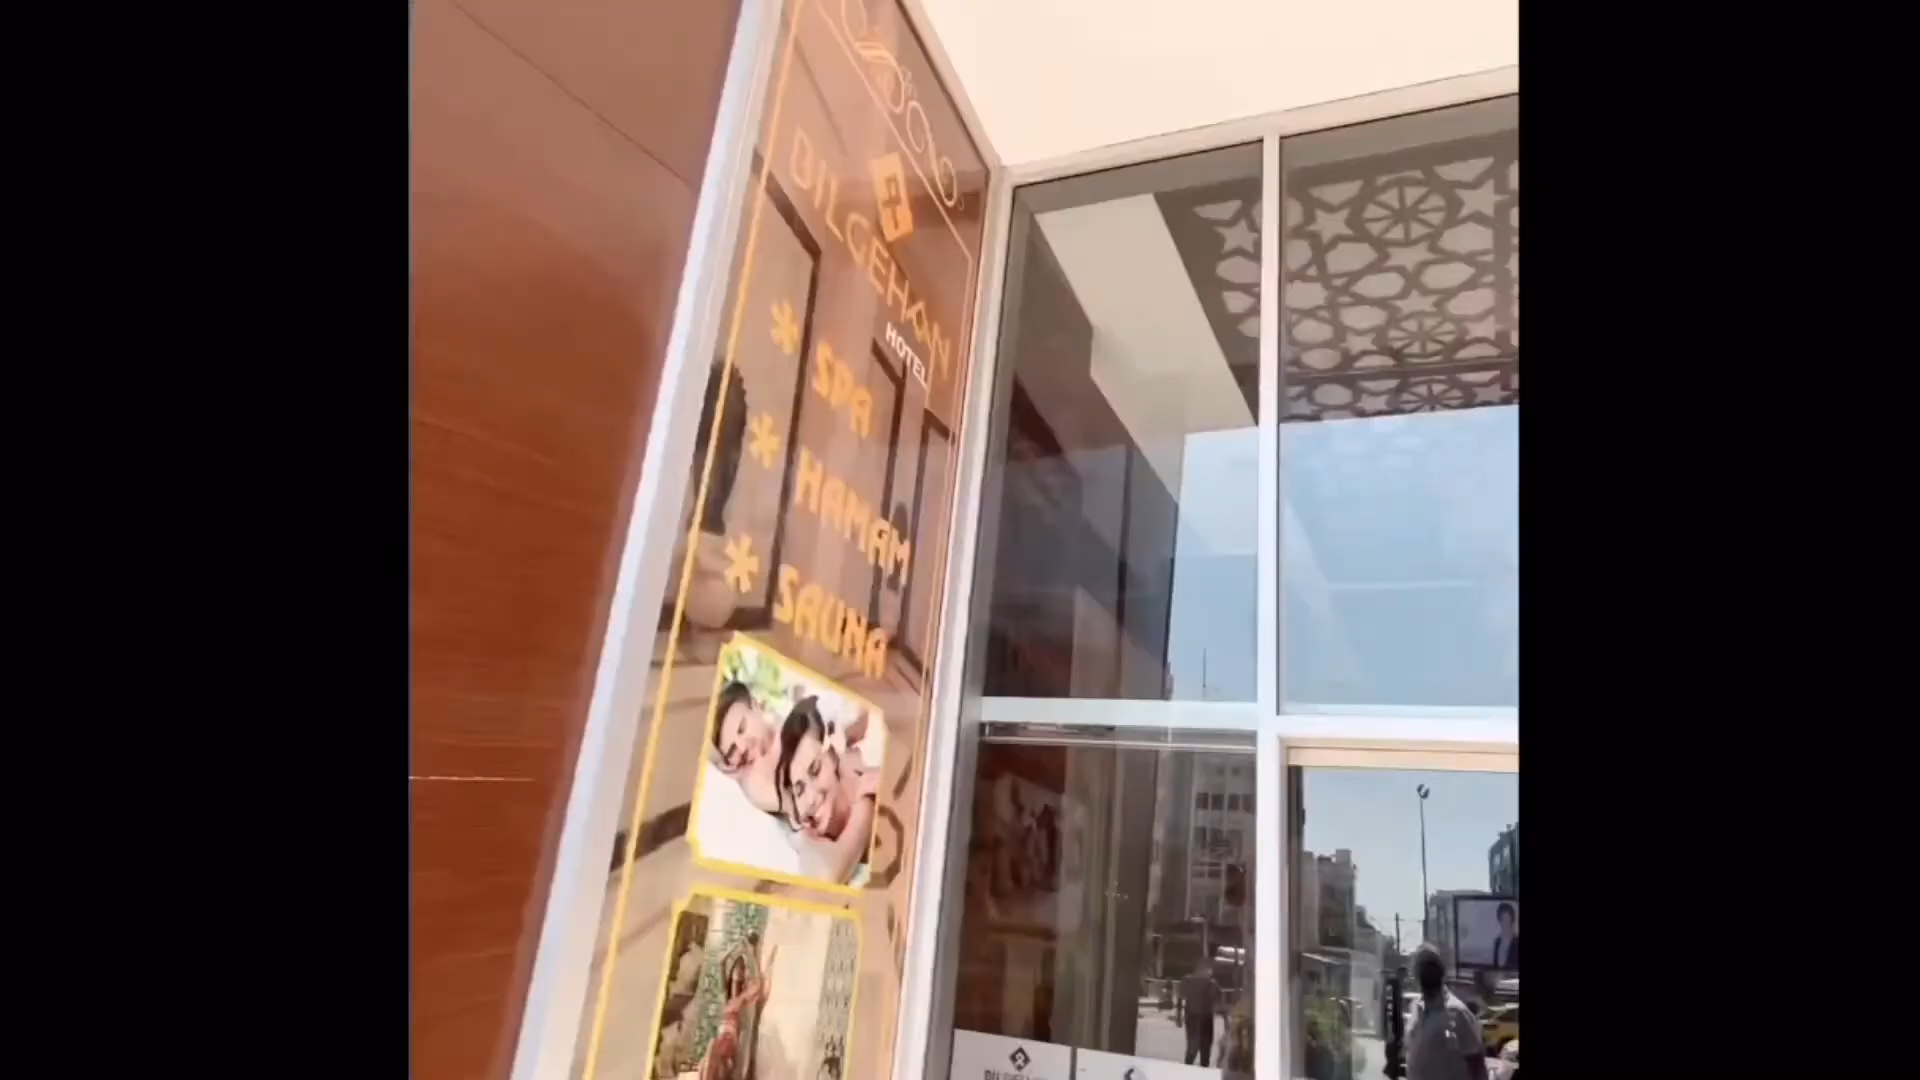 BILGEHAN
HOTEL
* SPA
* HAMAM
* SAUNA